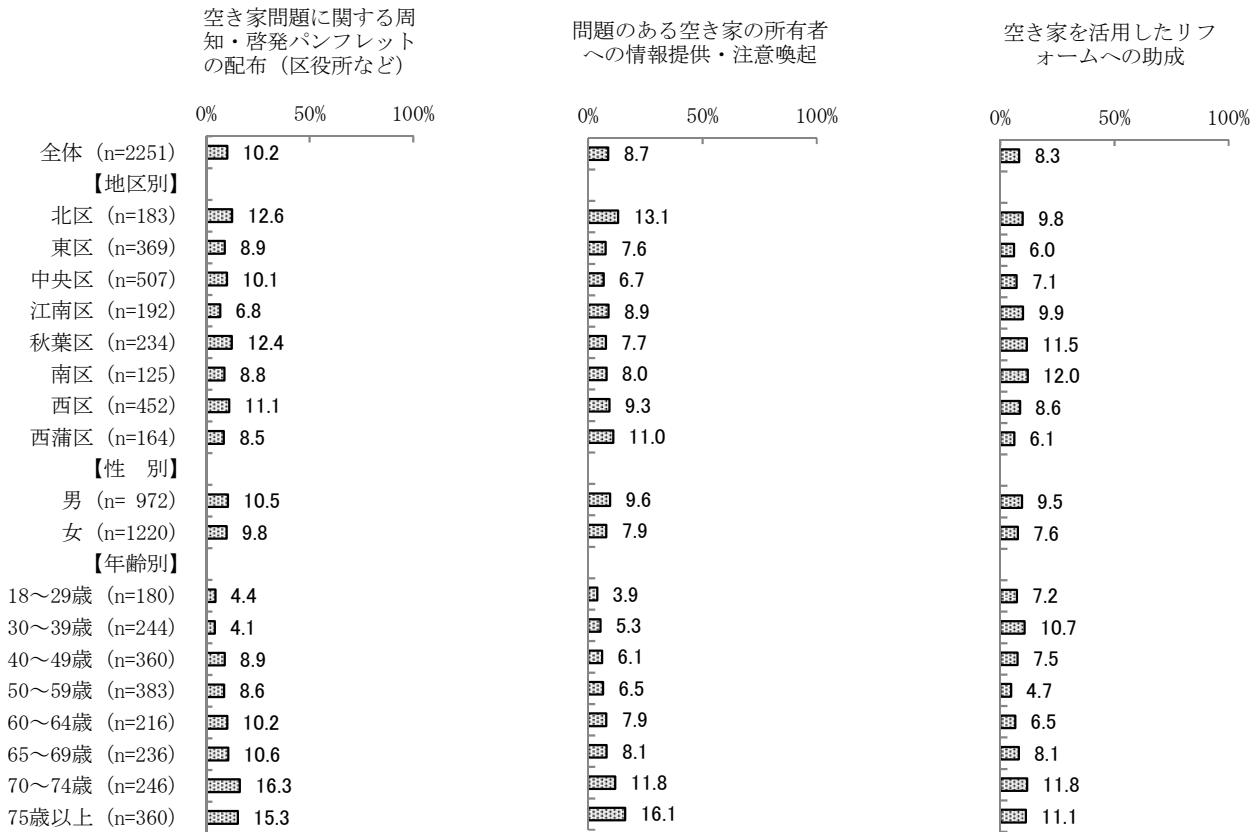 空き家問題に関する周
知・啓発パンフレット
の配布（区役所など）
問題のある空き家の所有者
への情報提供・注意喚起
空き家を活用したリフ
ォームへの助成
0% 50% 100% 0% 50% 100% 0% 50% 100%
全体 (n=2251) 10.2 8.7 8.3
【地区別】
北区 (n=183) 12.6 13.1 9.8
東区 (n=369) 8.9 7.6 6.0
中央区 (n=507) 10.1 6.7 7.1
江南区 (n=192) 6.8 8.9 9.9
秋葉区 (n=234) 12.4 7.7 11.5
南区 (n=125) 8.8 8.0 12.0
西区 (n=452) 11.1 9.3 8.6
西蒲区 (n=164) 8.5 11.0 6.1
【性　別】
男 (n= 972) 10.5 9.6 9.5
女 (n=1220) 9.8 7.9 7.6
【年齢別】
18～29歳 (n=180) 4.4 3.9 7.2
30～39歳 (n=244) 4.1 5.3 10.7
40～49歳 (n=360) 8.9 6.1 7.5
50～59歳 (n=383) 8.6 6.5 4.7
60～64歳 (n=216) 10.2 7.9 6.5
65～69歳 (n=236) 10.6 8.1 8.1
70～74歳 (n=246) 16.3 11.8 11.8
75歳以上 (n=360) 15.3 16.1 11.1